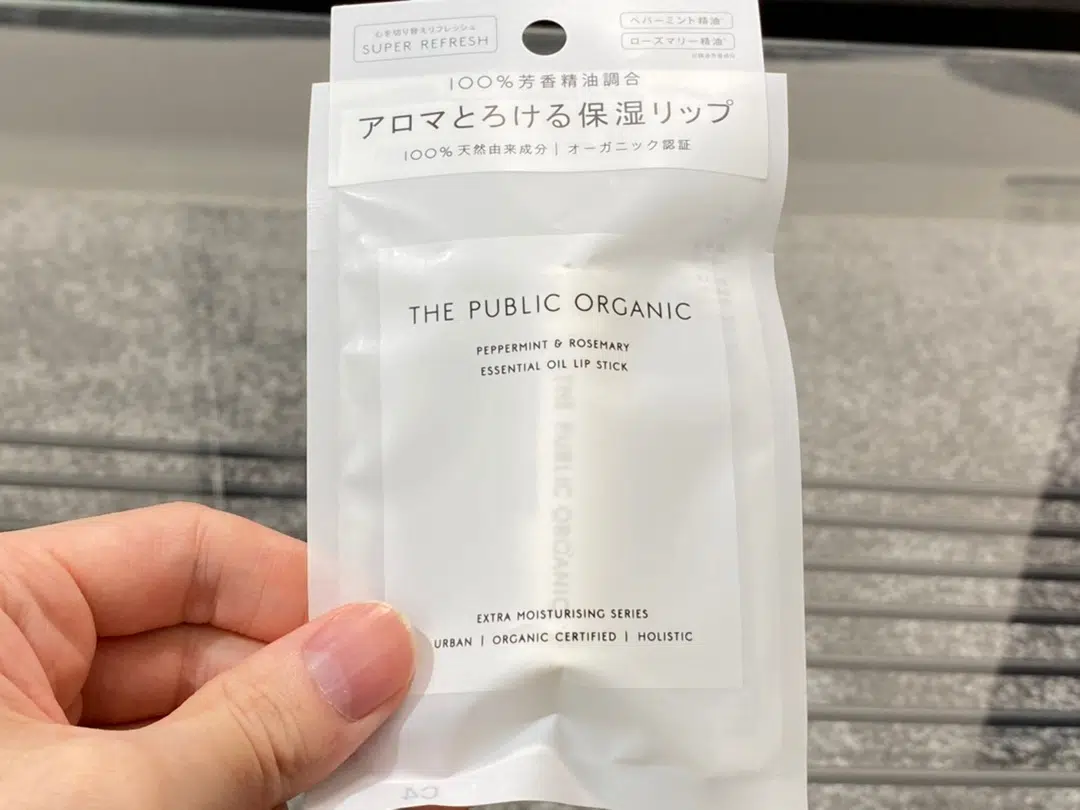 心を切り替えリフレッシュ
SUPER REFRESH
ペパーミント精油*
ローズマリー精油*
100%芳香精油調合
アロマとろける保湿リップ
100%天然由来成分 | オーガニック認証
THE PUBLIC ORGANIC
PEPPERMINT & ROSEMARY
ESSENTIAL OIL LIP STICK
THE PUBLIC ORGANIC
EXTRA MOISTURISING SERIES
URBAN | ORGANIC CERTIFIED | HOLISTIC
C4